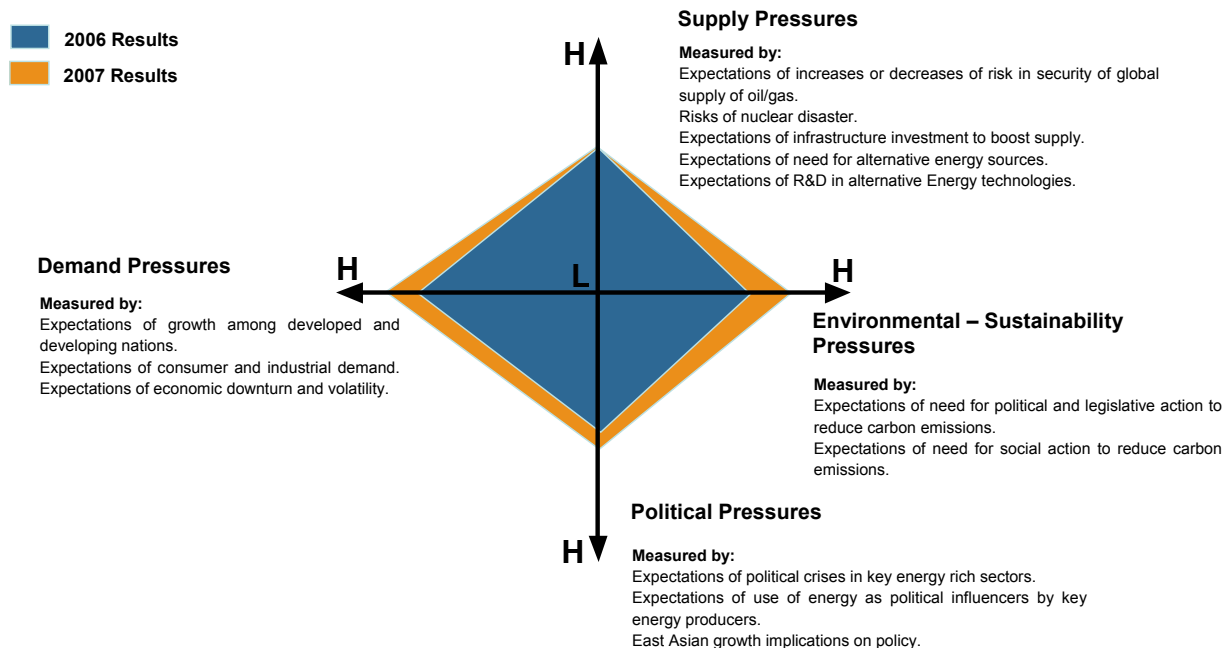 2006 Results
2007 Results
Supply Pressures
Measured by:
Expectations of increases or decreases of risk in security of global
supply of oil/gas.
Risks of nuclear disaster.
Expectations of infrastructure investment to boost supply.
Expectations of need for alternative energy sources.
Expectations of R&D in alternative Energy technologies.
H
Demand Pressures
Measured by:
Expectations of growth among developed and
developing nations.
Expectations of consumer and industrial demand.
Expectations of economic downturn and volatility.
H
L
H
Environmental – Sustainability
Pressures
Measured by:
Expectations of need for political and legislative action to
reduce carbon emissions.
Expectations of need for social action to reduce carbon
emissions.
H
Political Pressures
Measured by:
Expectations of political crises in key energy rich sectors.
Expectations of use of energy as political influencers by key
energy producers.
East Asian growth implications on policy.